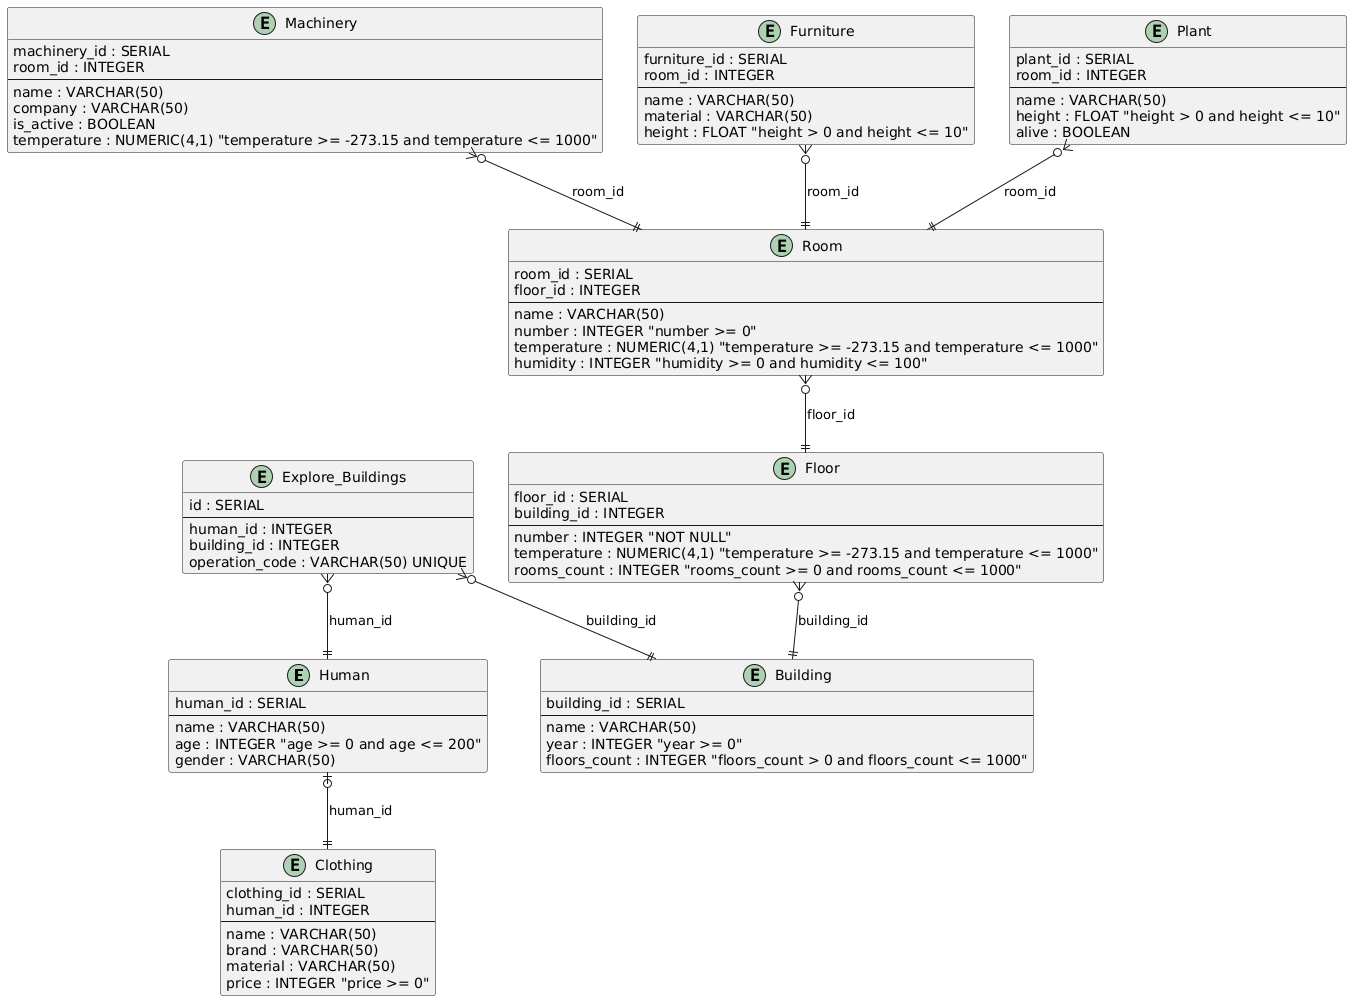 E Machinery
machinery_id : SERIAL
room_id : INTEGER
name : VARCHAR(50)
company : VARCHAR(50)
is_active : BOOLEAN
temperature : NUMERIC(4,1) "temperature >= -273.15 and temperature <= 1000"
E Furniture
furniture_id : SERIAL
room_id : INTEGER
name : VARCHAR(50)
material : VARCHAR(50)
height : FLOAT "height > 0 and height <= 10"
E Plant
plant_id : SERIAL
room_id : INTEGER
name : VARCHAR(50)
height : FLOAT "height > 0 and height <= 10"
alive : BOOLEAN
room_id
room_id
room_id
E Room
room_id : SERIAL
floor_id : INTEGER
name : VARCHAR(50)
number : INTEGER "number >= 0"
temperature : NUMERIC(4,1) "temperature >= -273.15 and temperature <= 1000"
humidity : INTEGER "humidity >= 0 and humidity <= 100"
floor_id
E Explore_Buildings
id : SERIAL
human_id : INTEGER
building_id : INTEGER
operation_code : VARCHAR(50) UNIQUE
E Floor
floor_id : SERIAL
building_id : INTEGER
number : INTEGER "NOT NULL"
temperature : NUMERIC(4,1) "temperature >= -273.15 and temperature <= 1000"
rooms_count : INTEGER "rooms_count >= 0 and rooms_count <= 1000"
human_id
building_id
building_id
E Human
human_id : SERIAL
name : VARCHAR(50)
age : INTEGER "age >= 0 and age <= 200"
gender : VARCHAR(50)
E Building
building_id : SERIAL
name : VARCHAR(50)
year : INTEGER "year >= 0"
floors_count : INTEGER "floors_count > 0 and floors_count <= 1000"
human_id
E Clothing
clothing_id : SERIAL
human_id : INTEGER
name : VARCHAR(50)
brand : VARCHAR(50)
material : VARCHAR(50)
price : INTEGER "price >= 0"